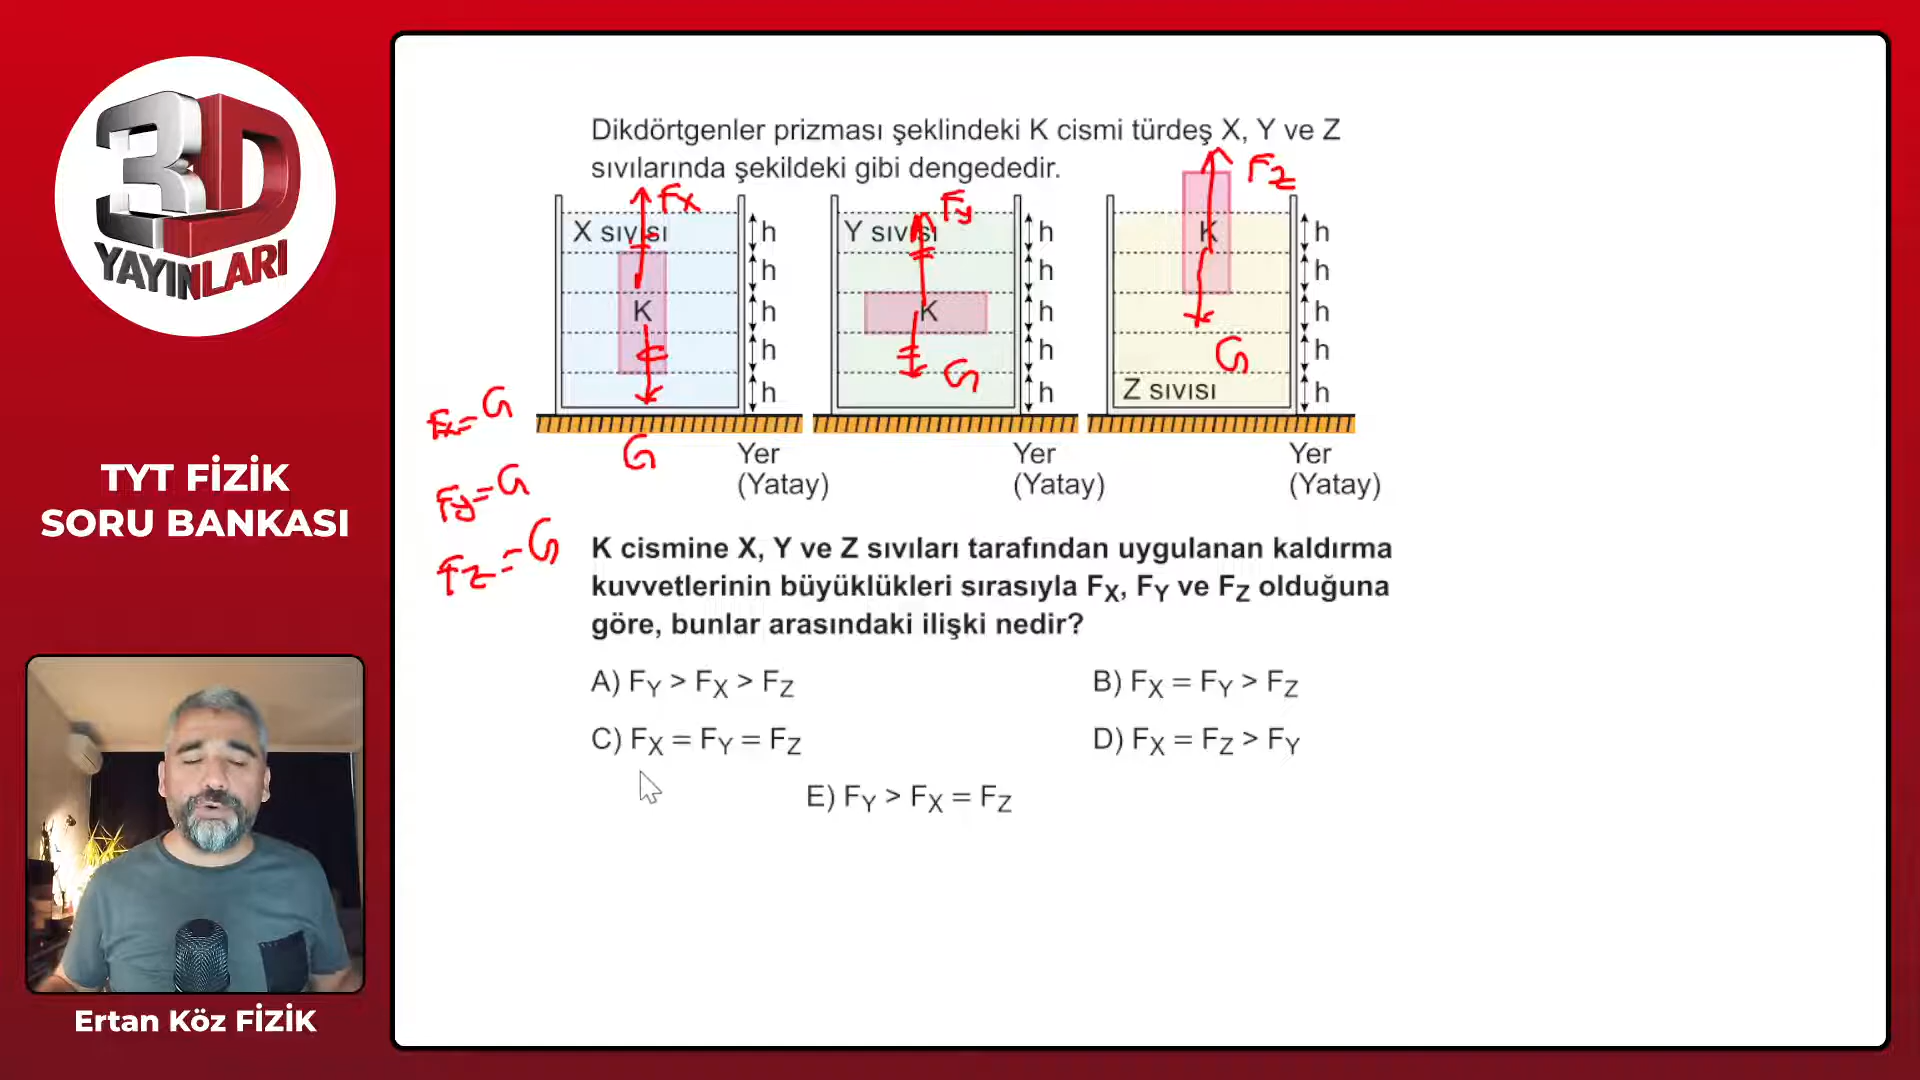 3D
YAYINLARI
TYT FİZİK
SORU BANKASI
Ertan Köz FİZİK
Dikdörtgenler prizması şeklindeki K cismi türdeş X, Y ve Z
sıvılarında şekildeki gibi dengededir.
Fx
Fy
Fz
X sıvısı
h
h
h
h
h
K
G
Yer
(Yatay)
Y sıvısı
h
h
h
h
h
K
G
Yer
(Yatay)
K
h
h
h
h
h
G
Z sıvısı
Yer
(Yatay)
Fx=G
Fy=G
Fz=G
K cismine X, Y ve Z sıvıları tarafından uygulanan kaldırma
kuvvetlerinin büyüklükleri sırasıyla FX, FY ve FZ olduğuna
göre, bunlar arasındaki ilişki nedir?
A) FY > FX > FZ
B) FX = FY > FZ
C) FX = FY = FZ
D) FX = FZ > FY
E) FY > FX = FZ